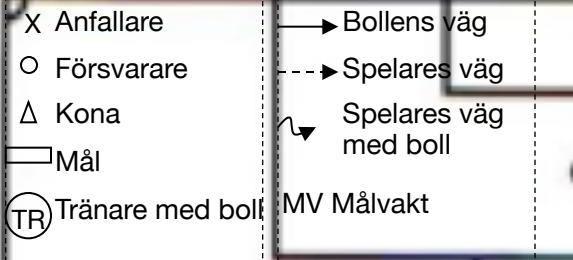 X Anfallare
Försvarare
Kona
Mål
TR Tränare med boll
Bollens väg
Spelares väg
Spelares väg
med boll
MV Målvakt